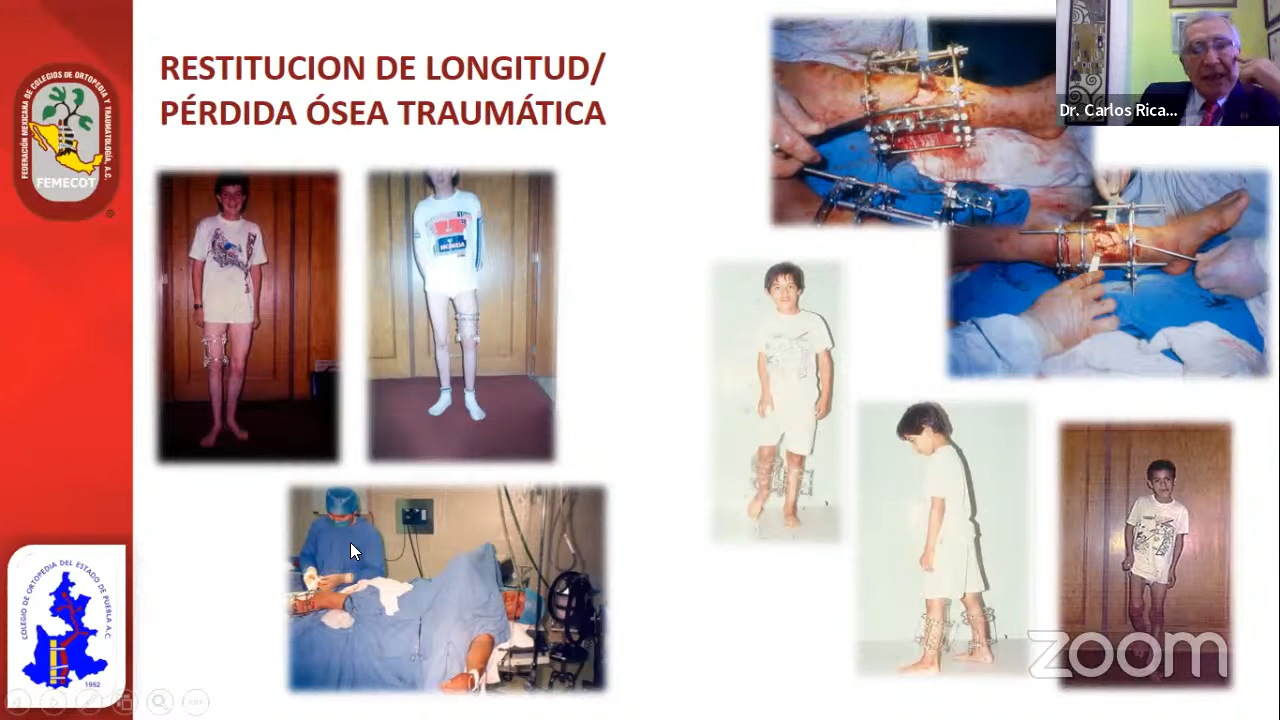 RESTITUCION DE LONGITUD/
PÉRDIDA ÓSEA TRAUMÁTICA
Dr. Carlos Rica...
FEDERACIÓN MEXICANA DE COLEGIOS DE ORTOPEDIA Y TRAUMATOLOGÍA, A.C.
FEMECOT
®
HONDA
COLEGIO DE ORTOPEDIA DEL ESTADO DE PUEBLA A.C.
1982
zoom